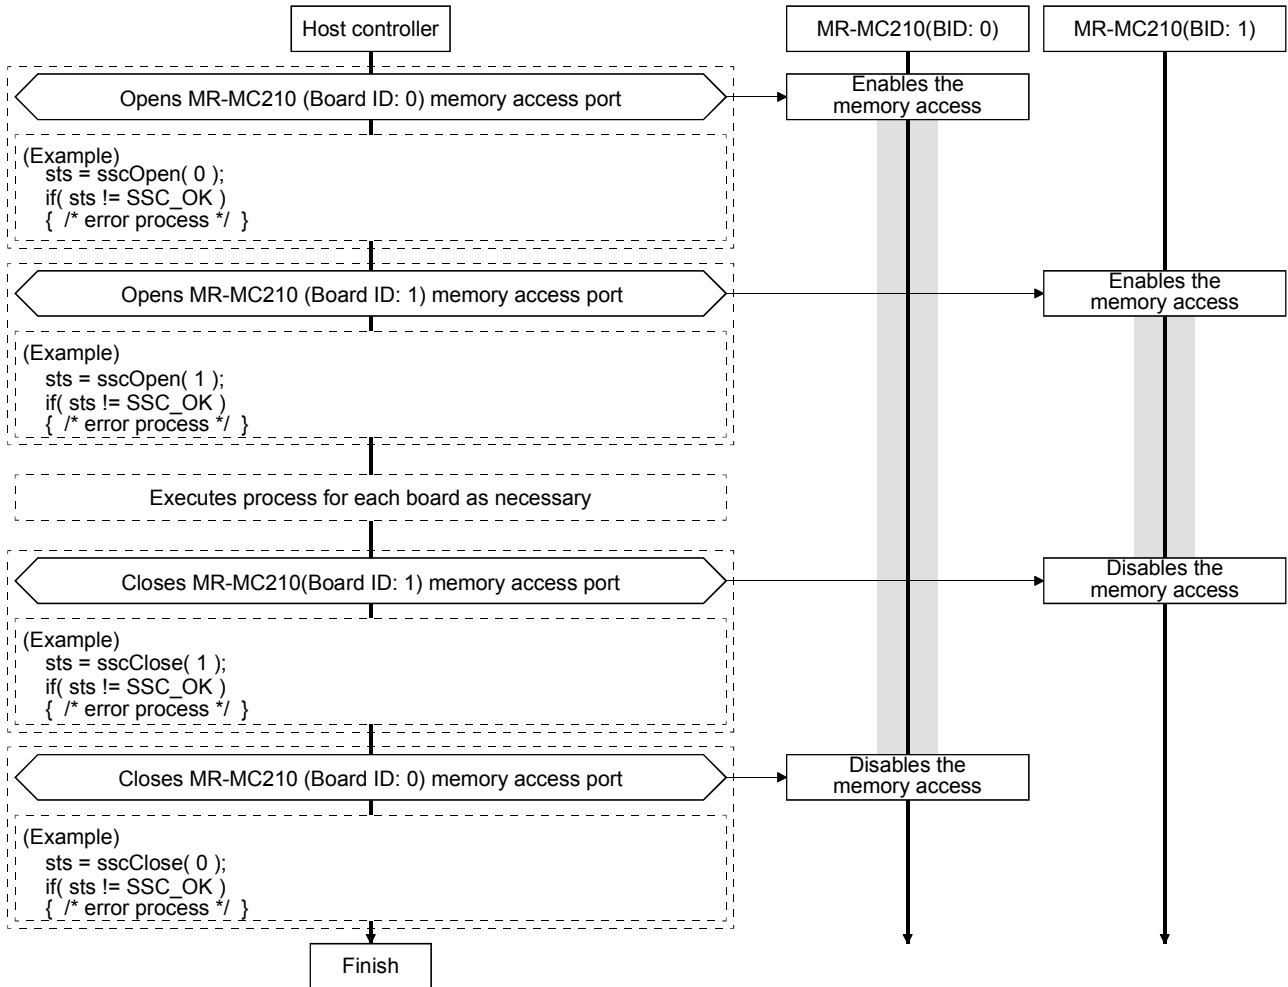 Host controller
MR-MC210(BID: 0)
MR-MC210(BID: 1)
Opens MR-MC210 (Board ID: 0) memory access port
Enables the
memory access
(Example)
sts = sscOpen( 0 );
if( sts != SSC_OK )
{  /* error process */  }
Opens MR-MC210 (Board ID: 1) memory access port
Enables the
memory access
(Example)
sts = sscOpen( 1 );
if( sts != SSC_OK )
{  /* error process */  }
Executes process for each board as necessary
Closes MR-MC210(Board ID: 1) memory access port
Disables the
memory access
(Example)
sts = sscClose( 1 );
if( sts != SSC_OK )
{  /* error process */  }
Closes MR-MC210 (Board ID: 0) memory access port
Disables the
memory access
(Example)
sts = sscClose( 0 );
if( sts != SSC_OK )
{  /* error process */  }
Finish